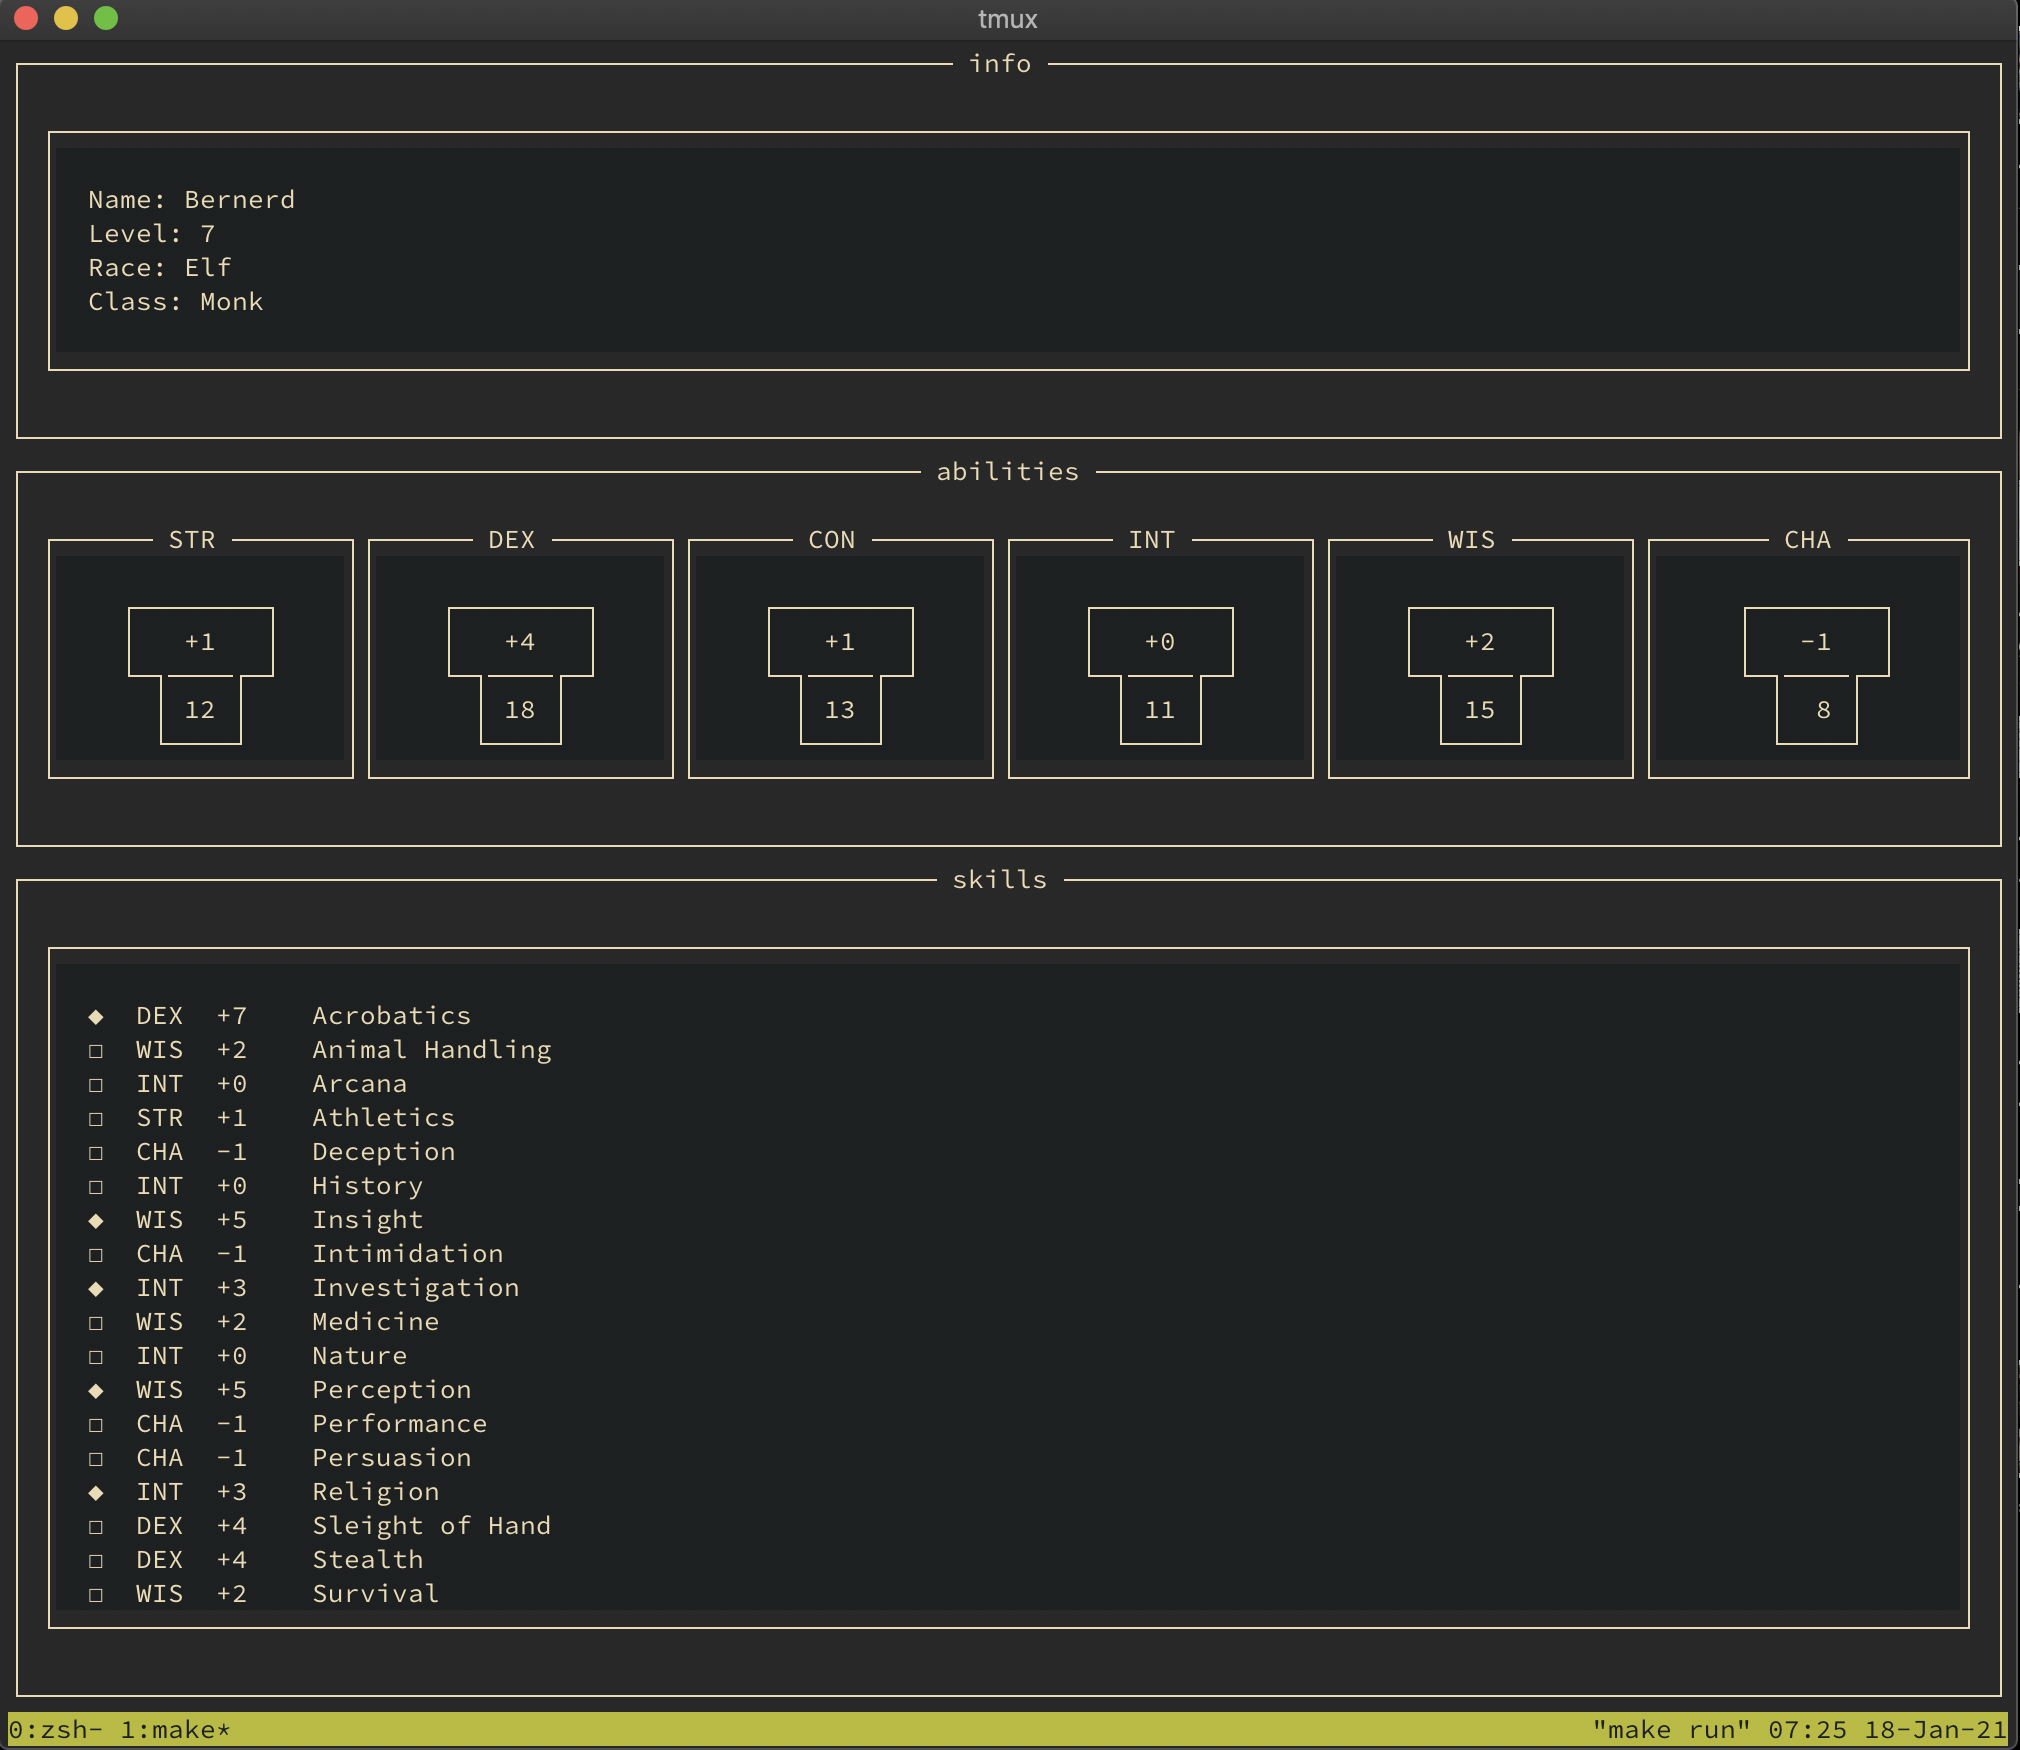 tmux
info
Name: Bernerd
Level: 7
Race: Elf
Class: Monk
abilities
STR DEX CON INT WIS CHA
+1 +4 +1 +0 +2 -1
12 18 13 11 15 8
skills
◆ DEX +7 Acrobatics
☐ WIS +2 Animal Handling
☐ INT +0 Arcana
☐ STR +1 Athletics
☐ CHA -1 Deception
☐ INT +0 History
◆ WIS +5 Insight
☐ CHA -1 Intimidation
◆ INT +3 Investigation
☐ WIS +2 Medicine
☐ INT +0 Nature
◆ WIS +5 Perception
☐ CHA -1 Performance
☐ CHA -1 Persuasion
◆ INT +3 Religion
☐ DEX +4 Sleight of Hand
☐ DEX +4 Stealth
☐ WIS +2 Survival
0:zsh- 1:make* "make run" 07:25 18-Jan-21